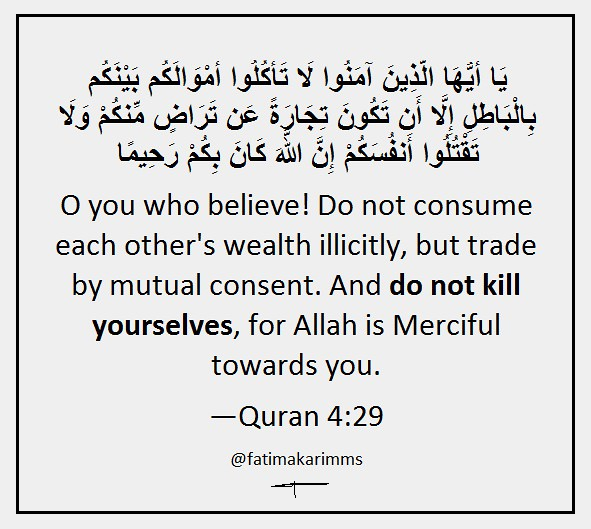 يَا أَيُّهَا الَّذِينَ آمَنُوا لَا تَأْكُلُوا أَمْوَالَكُم بَيْنَكُم
بِالْبَاطِلِ إِلَّا أَن تَكُونَ تِجَارَةً عَن تَرَاضٍ مِّنكُمْ وَلَا
تَقْتُلُوا أَنفُسَكُمْ إِنَّ اللَّهَ كَانَ بِكُمْ رَحِيمًا
O you who believe! Do not consume
each other's wealth illicitly, but trade
by mutual consent. And do not kill
yourselves, for Allah is Merciful
towards you.
—Quran 4:29
@fatimakarimms